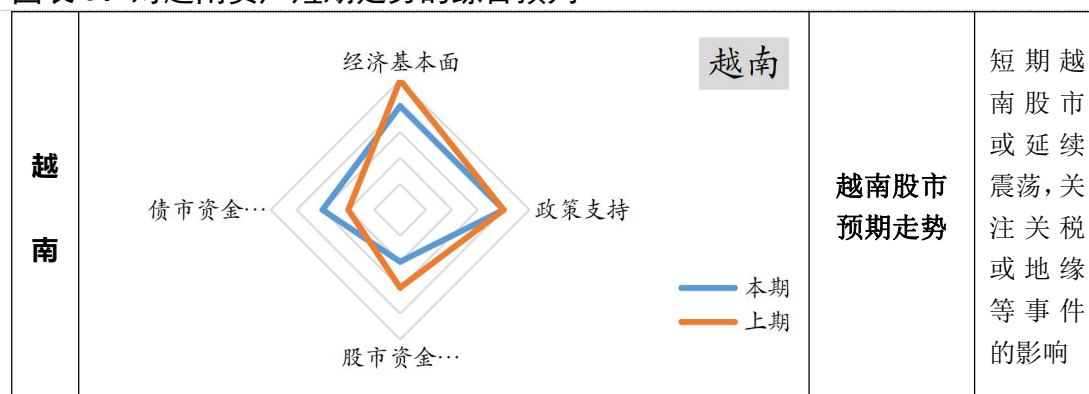 越
南
越南
经济基本面
债市资金…
政策支持
股市资金…
本期
上期
越南股市
预期走势
短期越
南股市
或延续
震荡,关
注关税
或地缘
等事件
的影响